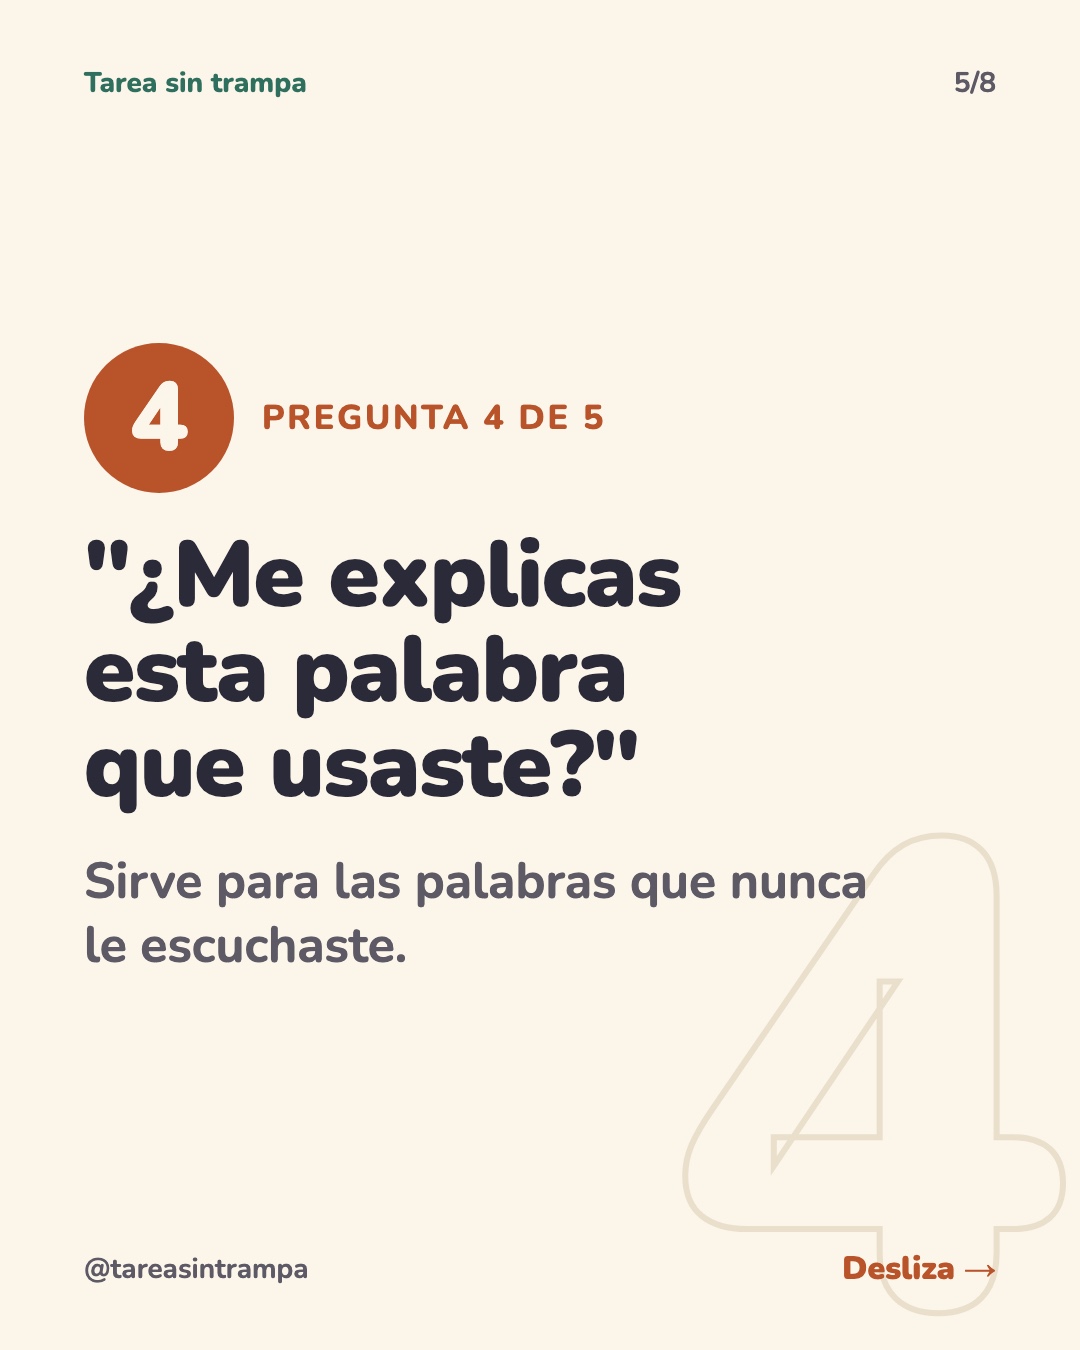 Tarea sin trampa
5/8
4
PREGUNTA 4 DE 5
"¿Me explicas
esta palabra
que usaste?"
Sirve para las palabras que nunca
le escuchaste.
4
@tareasintrampa
Desliza →